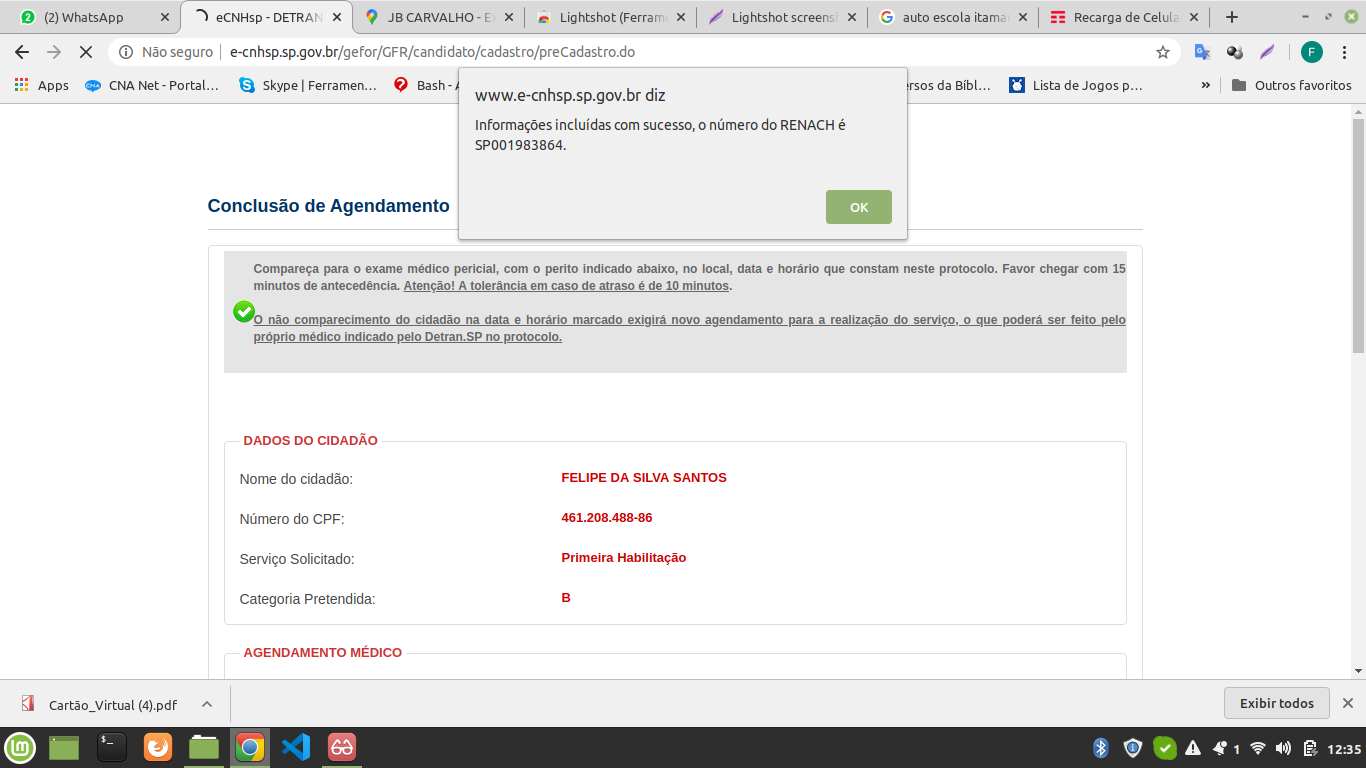 (2) WhatsApp
eCNHsp - DETRAN
JB CARVALHO - E
Lightshot (Ferram
Lightshot screensh
auto escola itamar
Recarga de Celula
Não seguro
e-cnhsp.sp.gov.br/gefor/GFR/candidato/cadastro/preCadastro.do
F
Apps
CNA Net - Portal…
Skype | Ferramen…
Bash - A
ersos da Bíbl…
Lista de Jogos p…
»
Outros favoritos
www.e-cnhsp.sp.gov.br diz
Informações incluídas com sucesso, o número do RENACH é
SP001983864.
OK
Conclusão de Agendamento
Compareça para o exame médico pericial, com o perito indicado abaixo, no local, data e horário que constam neste protocolo. Favor chegar com 15
minutos de antecedência. Atenção! A tolerância em caso de atraso é de 10 minutos.
O não comparecimento do cidadão na data e horário marcado exigirá novo agendamento para a realização do serviço, o que poderá ser feito pelo
próprio médico indicado pelo Detran.SP no protocolo.
DADOS DO CIDADÃO
Nome do cidadão: FELIPE DA SILVA SANTOS
Número do CPF: 461.208.488-86
Serviço Solicitado: Primeira Habilitação
Categoria Pretendida: B
AGENDAMENTO MÉDICO
Cartão_Virtual (4).pdf
Exibir todos
1
12:35